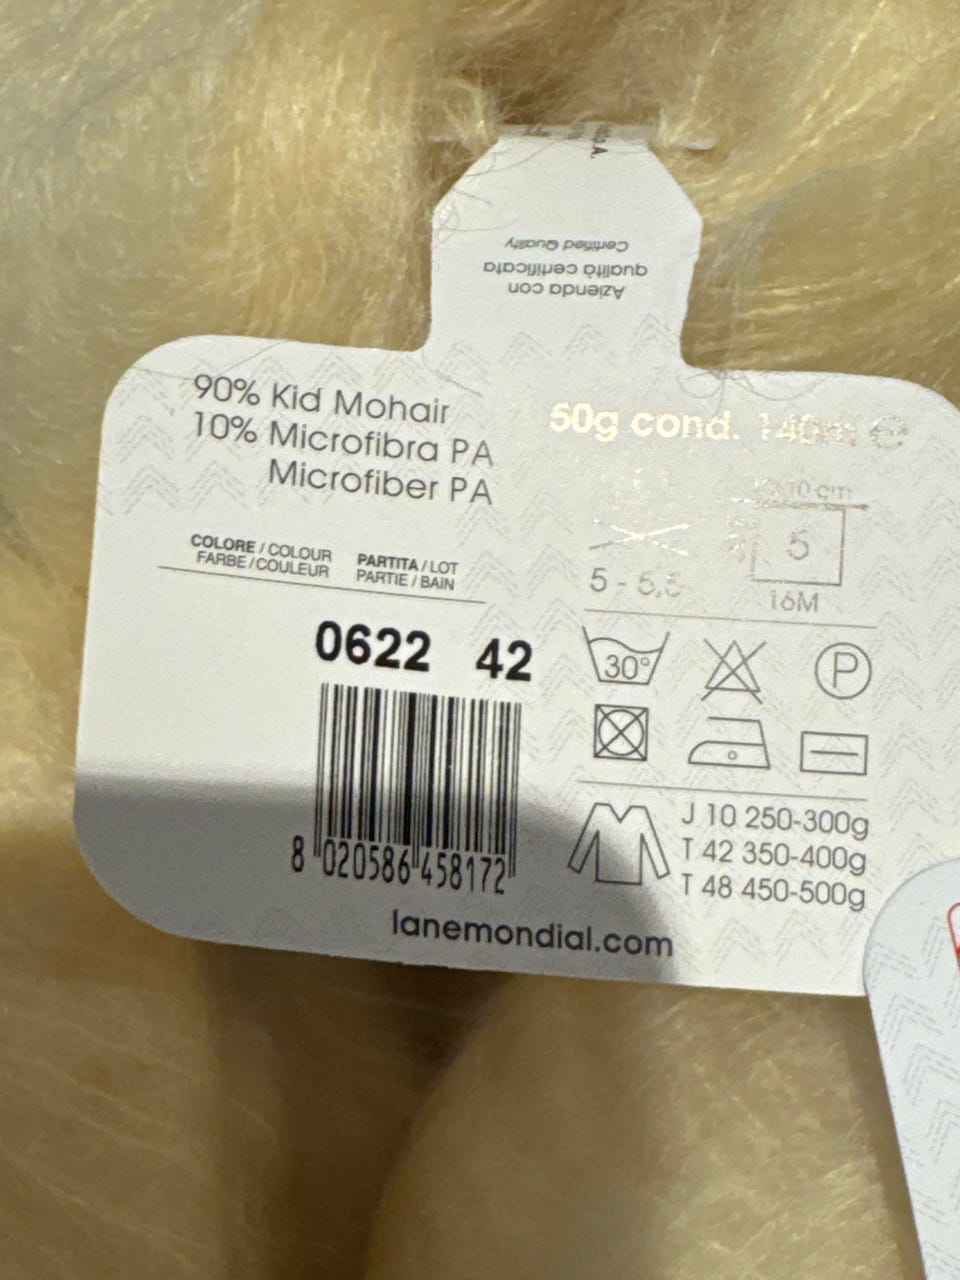 Azienda con
qualità certificata
Certified Quality
90% Kid Mohair
10% Microfibra PA
Microfiber PA
50g cond. 140m ℮
10 cm
5
5 - 5,5
16M
COLORE / COLOUR
FARBE / COULEUR
PARTITA / LOT
PARTIE / BAIN
0622 42
30°
P
8 020586 458172
J 10 250-300g
T 42 350-400g
T 48 450-500g
lanemondial.com